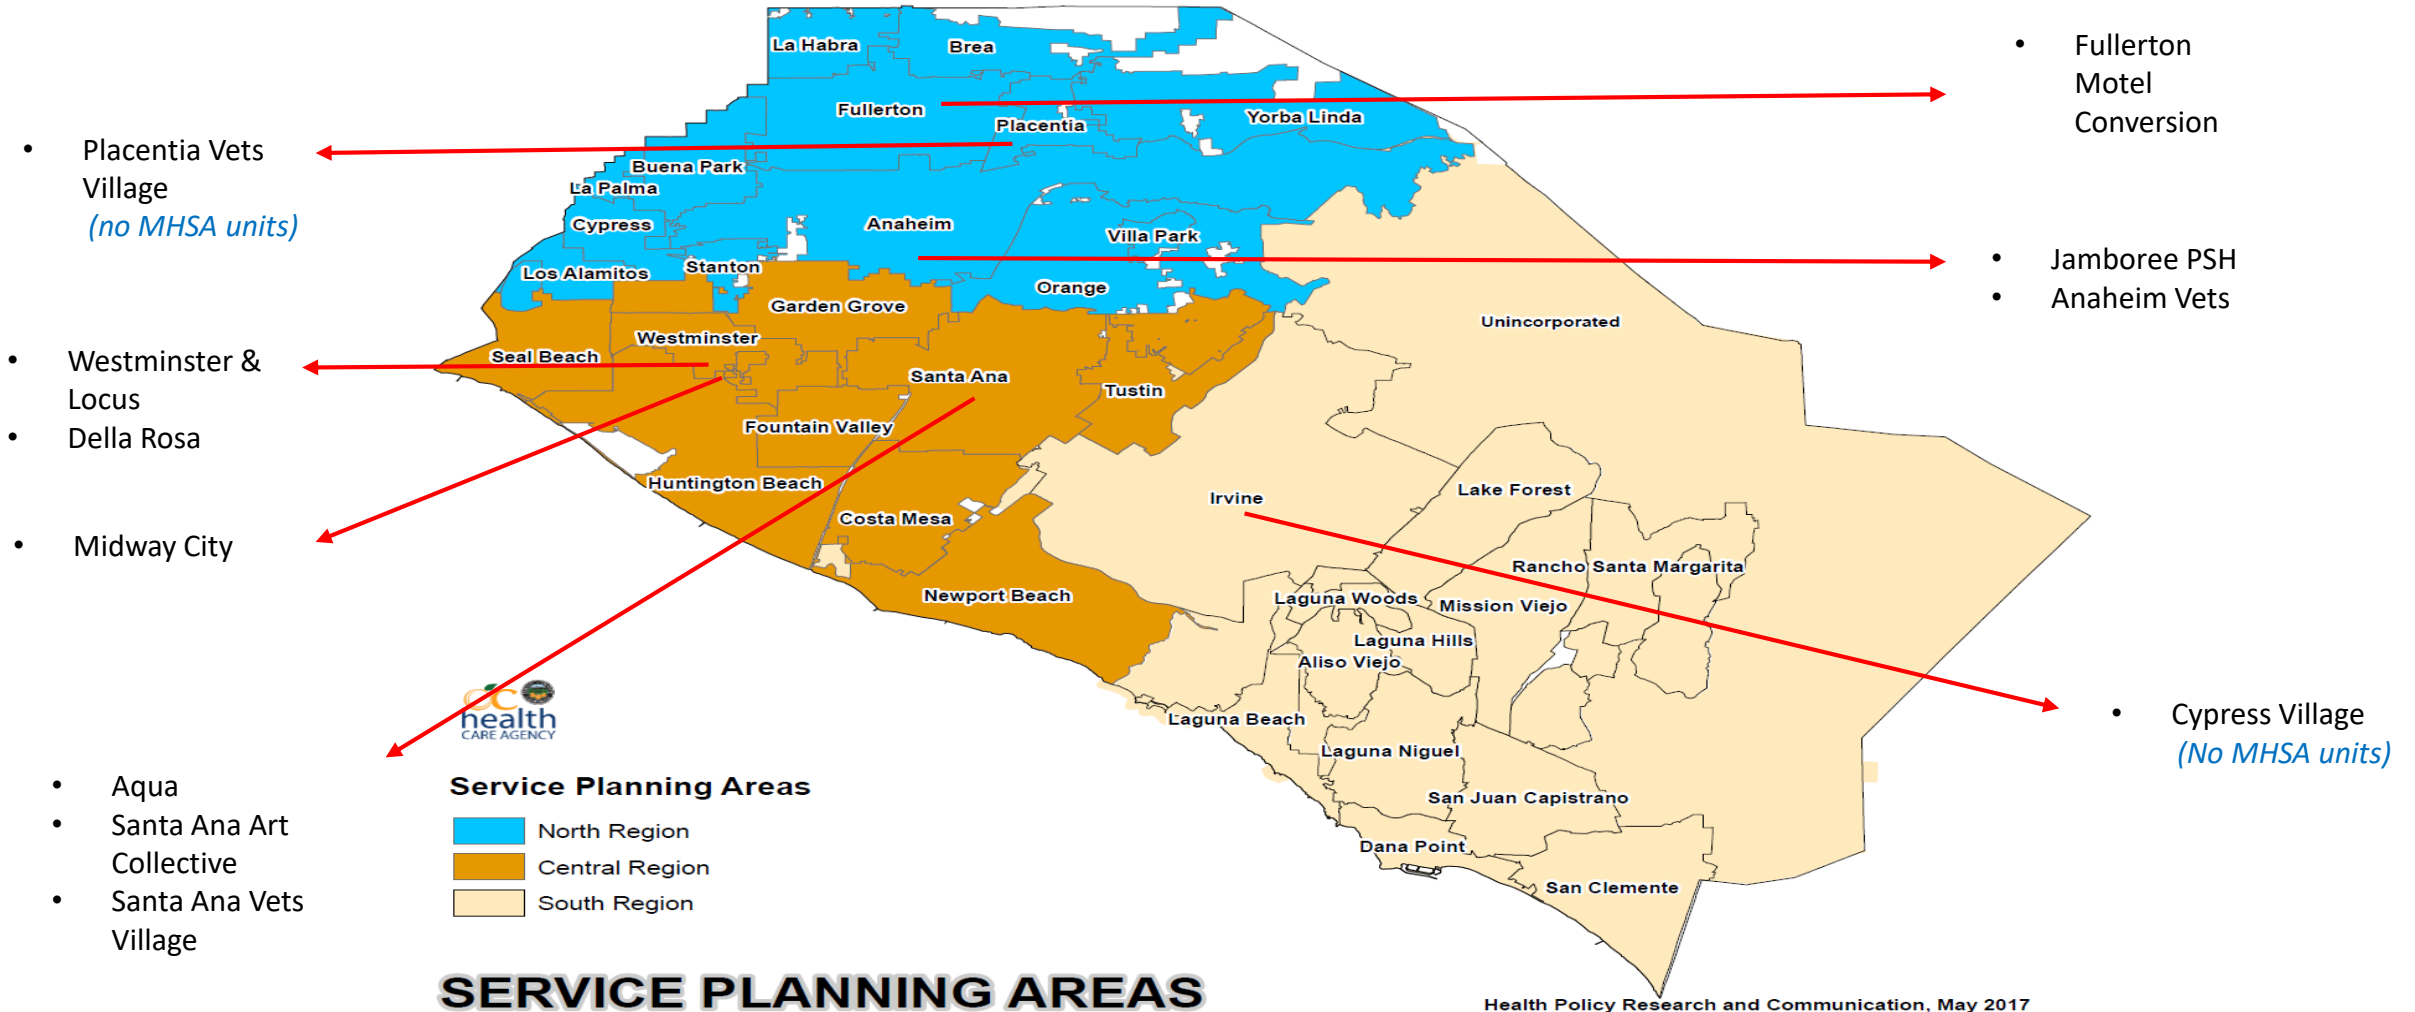 • Placentia Vets
Village
(no MHSA units)
• Westminster &
Locus
• Della Rosa
• Midway City
• Aqua
• Santa Ana Art
Collective
• Santa Ana Vets
Village
La Habra
Brea
Fullerton
Placentia
Yorba Linda
Buena Park
La Palma
Cypress
Anaheim
Villa Park
Los Alamitos
Stanton
Orange
Garden Grove
Unincorporated
Westminster
Seal Beach
Santa Ana
Tustin
Fountain Valley
Huntington Beach
Irvine
Lake Forest
Costa Mesa
Rancho Santa Margarita
Newport Beach
Laguna Woods
Mission Viejo
Laguna Hills
Aliso Viejo
Laguna Beach
Laguna Niguel
San Juan Capistrano
Dana Point
San Clemente
• Fullerton
Motel
Conversion
• Jamboree PSH
• Anaheim Vets
• Cypress Village
(No MHSA units)
OC
health
CARE AGENCY
Service Planning Areas
North Region
Central Region
South Region
SERVICE PLANNING AREAS
Health Policy Research and Communication, May 2017